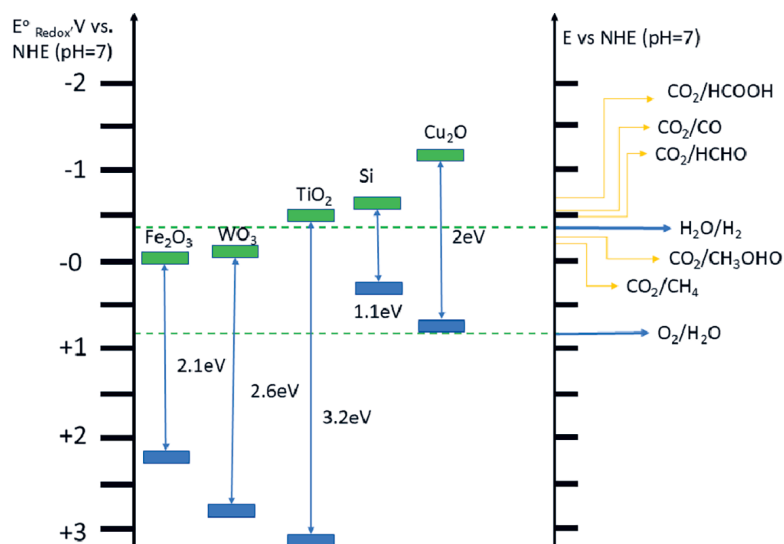 E° Redox, V vs.
NHE (pH=7)
E vs NHE (pH=7)
-2
-1
-0
+1
+2
+3
Fe₂O₃
WO₃
TiO₂
Si
Cu₂O
2.1eV
2.6eV
3.2eV
1.1eV
2eV
CO₂/HCOOH
CO₂/CO
CO₂/HCHO
H₂O/H₂
CO₂/CH₃OHO
CO₂/CH₄
O₂/H₂O